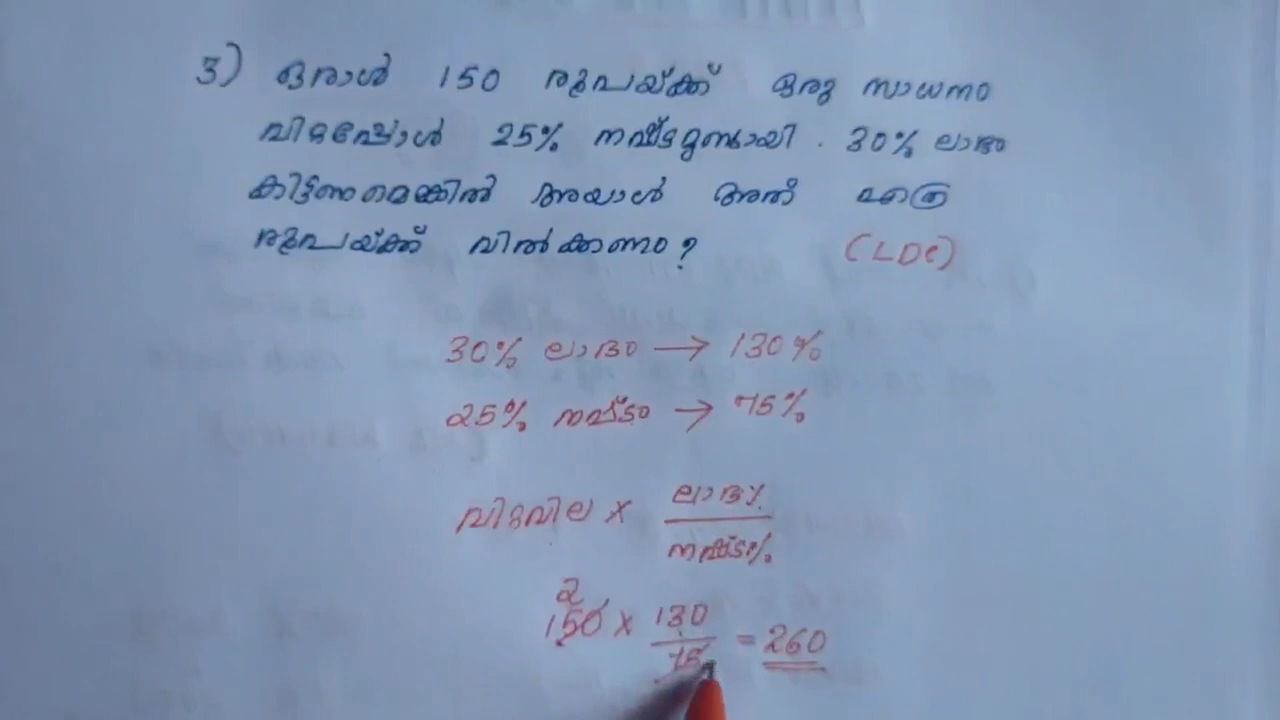 3) ഒരാൾ 150 രൂപയ്ക്ക് ഒരു സാധനം
വിറ്റപ്പോൾ 25% നഷ്ടമുണ്ടായി. 30% ലാഭം
കിട്ടണമെങ്കിൽ അയാൾ അത് എത്ര
രൂപയ്ക്ക് വിൽക്കണം? (LDC)
30% ലാഭം → 130%
25% നഷ്ടം → 75%
വിറ്റവില × ലാഭ%
നഷ്ടം%
2
150 × 130 = 260
75